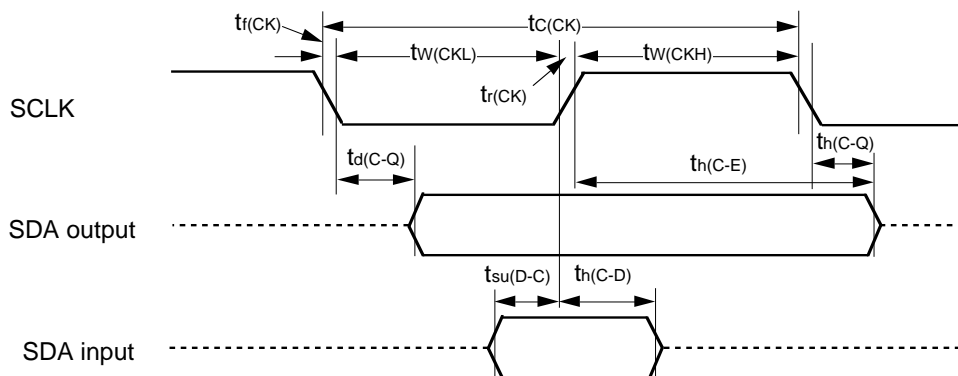 tf(CK)
tC(CK)
tW(CKL)
tW(CKH)
tr(CK)
SCLK
td(C-Q)
th(C-E)
th(C-Q)
SDA output
tsu(D-C)
th(C-D)
SDA input